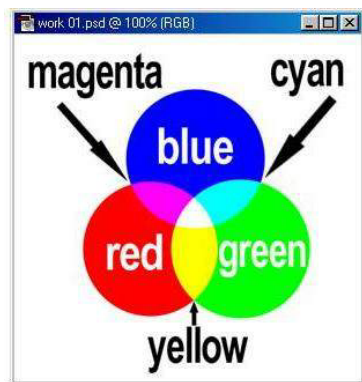 work 01.psd @ 100% (RGB)
magenta
cyan
blue
red
green
yellow